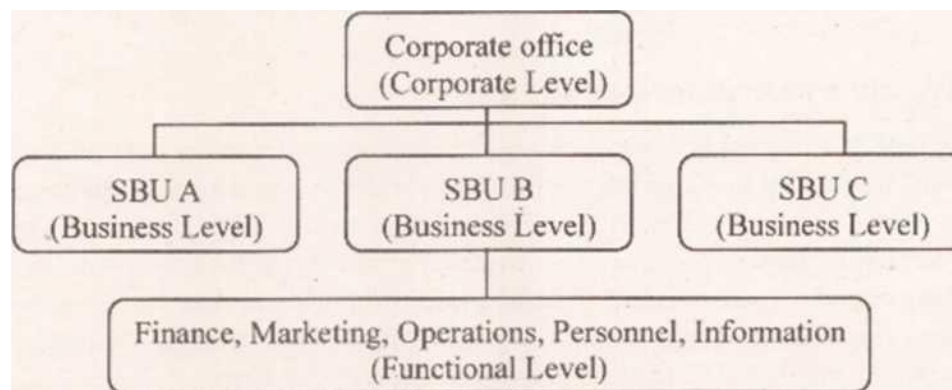 Corporate office
(Corporate Level)
SBU A
(Business Level)
SBU B
(Business Level)
SBU C
(Business Level)
Finance, Marketing, Operations, Personnel, Information
(Functional Level)